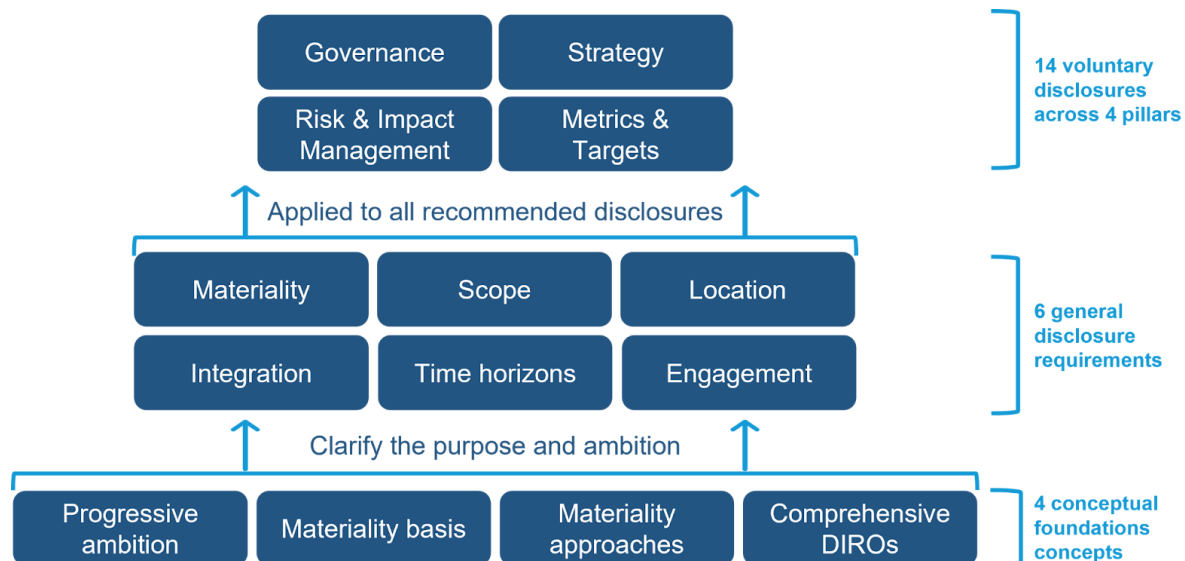 Governance
Strategy
14 voluntary
disclosures
across 4 pillars
Risk & Impact
Management
Metrics &
Targets
Applied to all recommended disclosures
Materiality
Scope
Location
6 general
disclosure
requirements
Integration
Time horizons
Engagement
Clarify the purpose and ambition
Progressive
ambition
Materiality basis
Materiality
approaches
Comprehensive
DIROs
4 conceptual
foundations
concepts